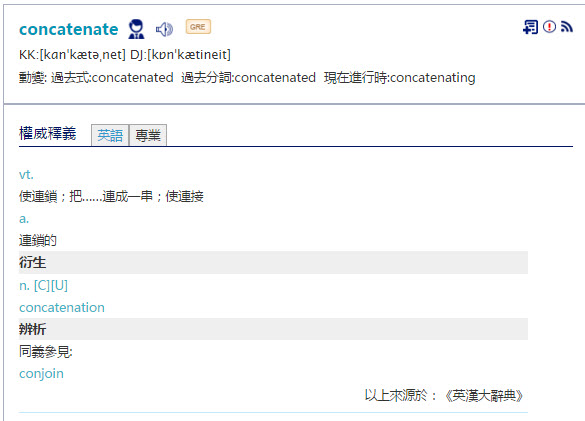 concatenate GRE
KK:[kɑnˈkætəˌnet] DJ:[kɒnˈkætineit]
動變: 過去式:concatenated 過去分詞:concatenated 現在進行時:concatenating
權威釋義 英語 專業
vt.
使連鎖；把……連成一串；使連接
a.
連鎖的
衍生
n. [C][U]
concatenation
辨析
同義參見:
conjoin
以上來源於：《英漢大辭典》